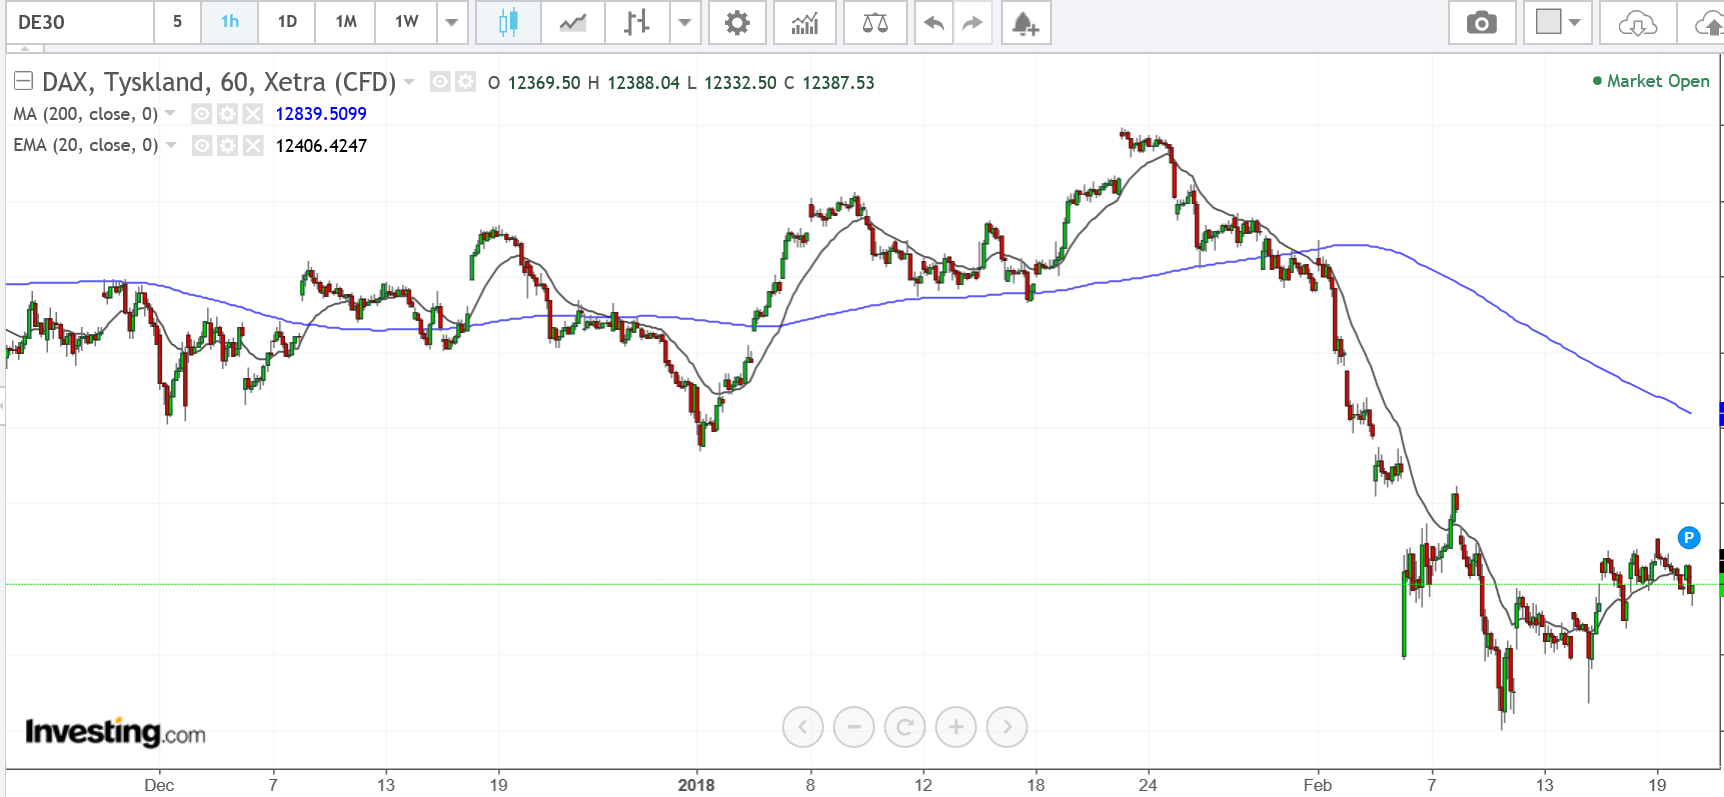 DE30 5 1h 1D 1M 1W
DAX, Tyskland, 60, Xetra (CFD) O 12369.50 H 12388.04 L 12332.50 C 12387.53 Market Open
MA (200, close, 0) 12839.5099
EMA (20, close, 0) 12406.4247
P
Investing.com
Dec 7 13 19 2018 8 12 18 24 Feb 7 13 19